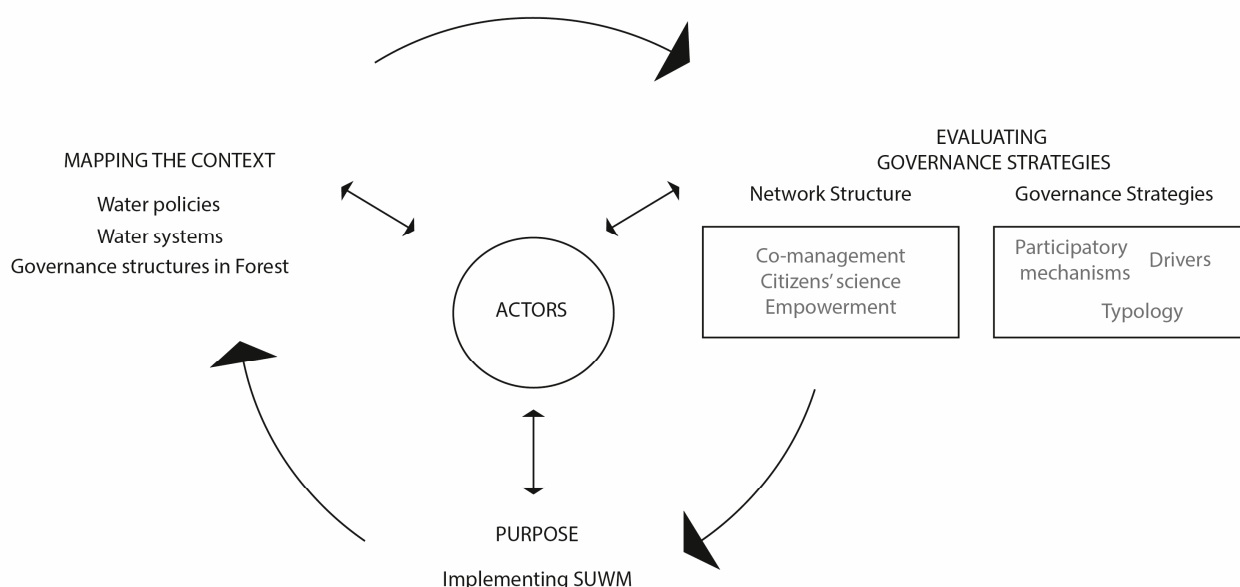 MAPPING THE CONTEXT
Water policies
Water systems
Governance structures in Forest
EVALUATING
GOVERNANCE STRATEGIES
Network Structure
Co-management
Citizens' science
Empowerment
Governance Strategies
Participatory
mechanisms
Drivers
Typology
ACTORS
PURPOSE
Implementing SUWM